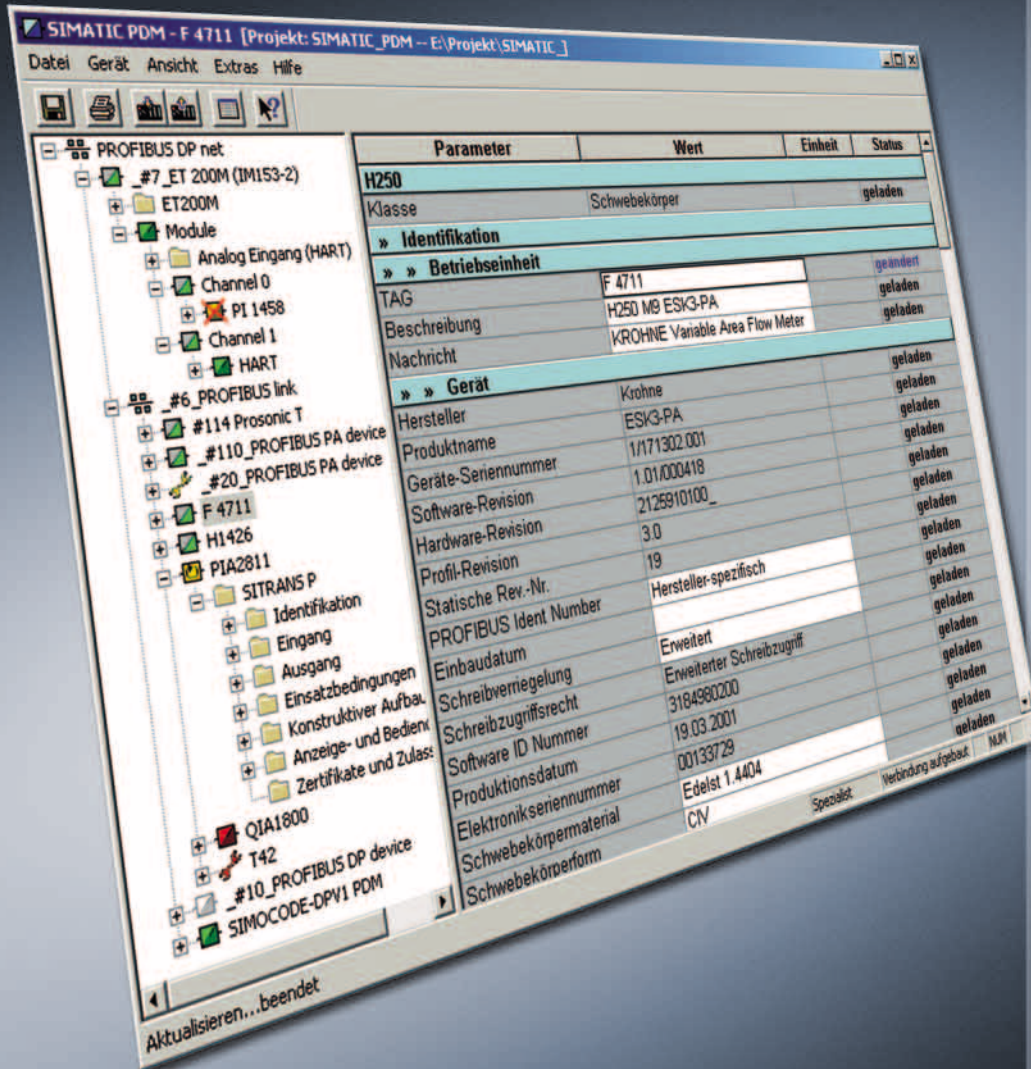 SIMATIC PDM - F 4711 [Projekt: SIMATIC_PDM -- E:\Projekt\SIMATIC_]
Datei Gerät Ansicht Extras Hilfe
PROFIBUS DP net
_#7_ET 200M (IM153-2)
ET200M
Module
Analog Eingang (HART)
Channel 0
PI 1458
Channel 1
HART
_#6_PROFIBUS link
#114 Prosonic T
_#110_PROFIBUS PA device
_#20_PROFIBUS PA device
F 4711
H1426
PIA2811
SITRANS P
Identifikation
Eingang
Ausgang
Einsatzbedingungen
Konstruktiver Aufbau
Anzeige- und Bedien
Zertifikate und Zulass
QIA1800
T42
_#10_PROFIBUS DP device
SIMOCODE-DPV1 PDM
Parameter Wert Einheit Status
H250
Klasse Schwebekörper geladen
» Identifikation
» » Betriebseinheit
TAG F 4711 geändert
Beschreibung H250 M9 ESK3-PA geladen
Nachricht KROHNE Variable Area Flow Meter geladen
» » Gerät
Hersteller Krohne geladen
Produktname ESK3-PA geladen
Geräte-Seriennummer 1/171302.001 geladen
Software-Revision 1.01/000418 geladen
Hardware-Revision 2125910100_ geladen
Profil-Revision 3.0 geladen
Statische Rev.-Nr. 19 geladen
PROFIBUS Ident Number Hersteller-spezifisch geladen
Einbaudatum geladen
Schreibverriegelung Erweitert geladen
Schreibzugriffsrecht Erweiterter Schreibzugriff geladen
Software ID Nummer 3184980200 geladen
Produktionsdatum 19.03.2001 geladen
Elektronikseriennummer 00133729 geladen
Schwebekörpermaterial Edelst 1.4404 geladen
Schwebekörperform CIV geladen
Aktualisieren...beendet Spezialist Verbindung aufgebaut NUM